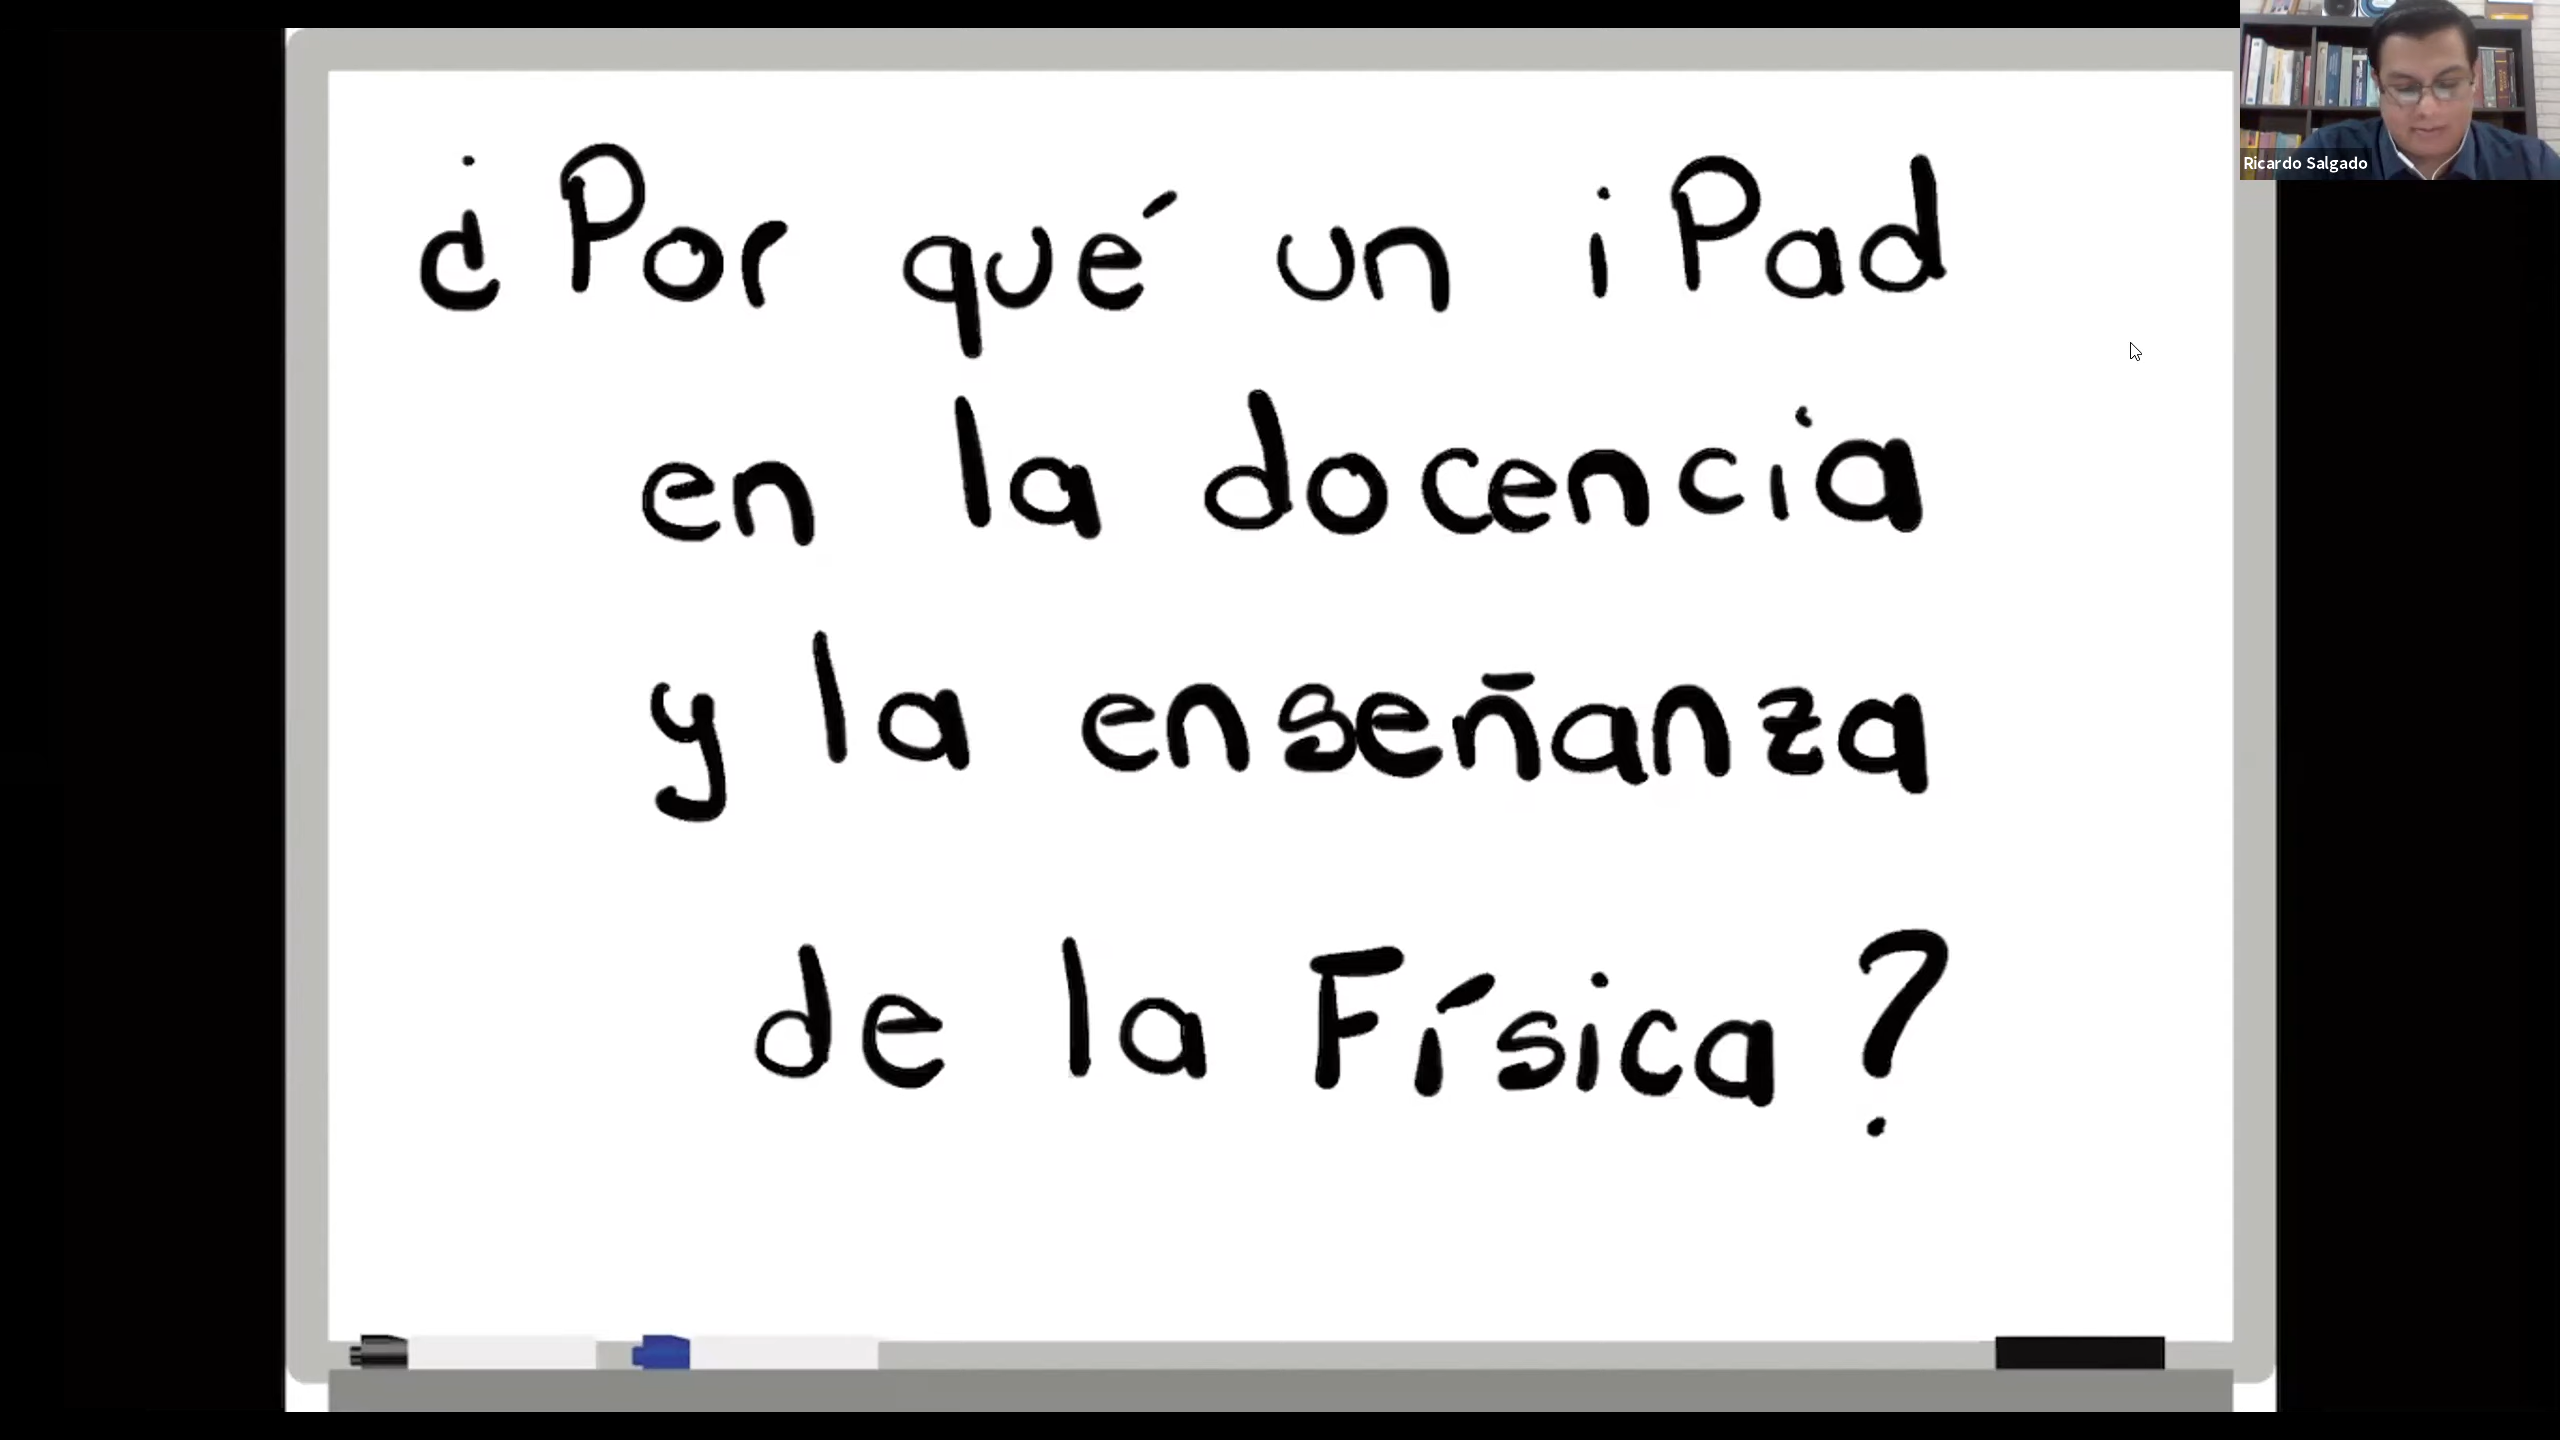 ¿Por qué un iPad
en la docencia
y la enseñanza
de la Física?
Ricardo Salgado